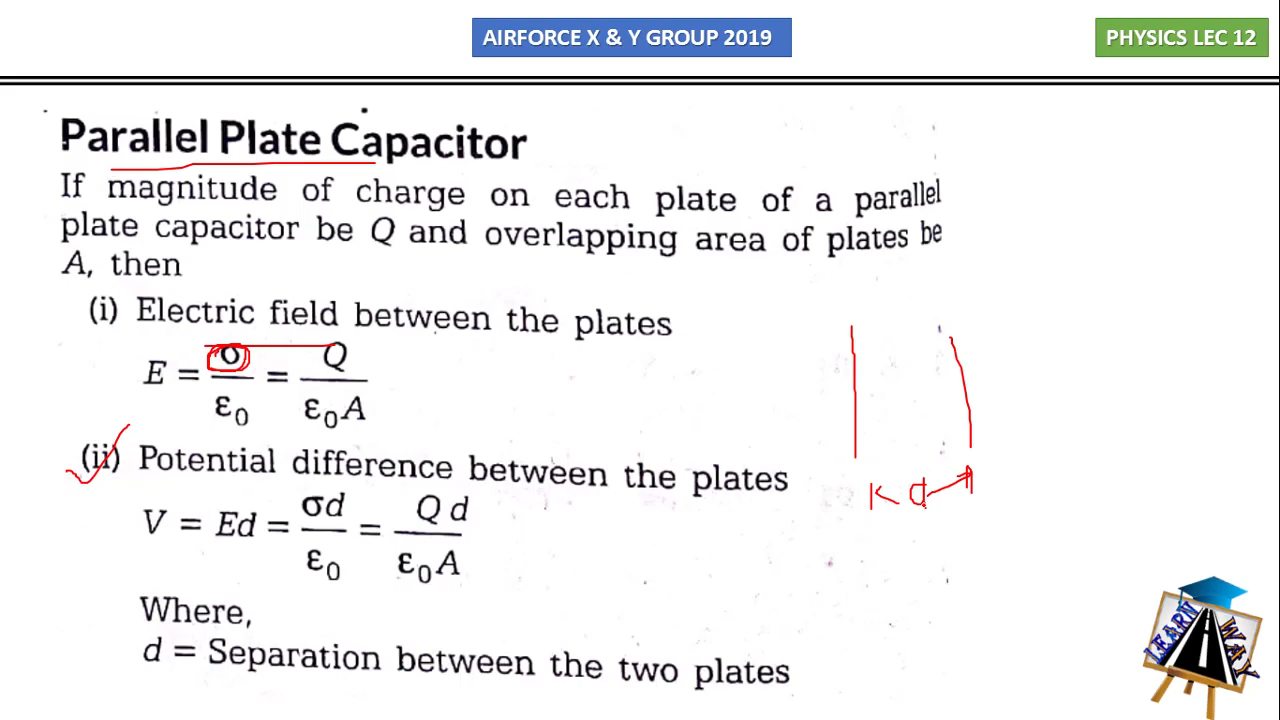 AIRFORCE X & Y GROUP 2019
PHYSICS LEC 12
Parallel Plate Capacitor
If magnitude of charge on each plate of a parallel
plate capacitor be Q and overlapping area of plates be
A, then
(i) Electric field between the plates
E = σ/ε₀ = Q/ε₀A
(ii) Potential difference between the plates
V = Ed = σd/ε₀ = Q d/ε₀A
Where,
d = Separation between the two plates
d
LEARN WAY